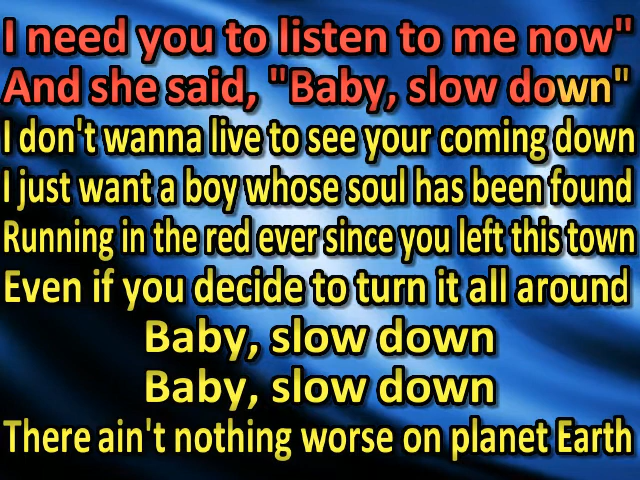 I need you to listen to me now"
And she said, "Baby, slow down"
I don't wanna live to see your coming down
I just want a boy whose soul has been found
Running in the red ever since you left this town
Even if you decide to turn it all around
Baby, slow down
Baby, slow down
There ain't nothing worse on planet Earth